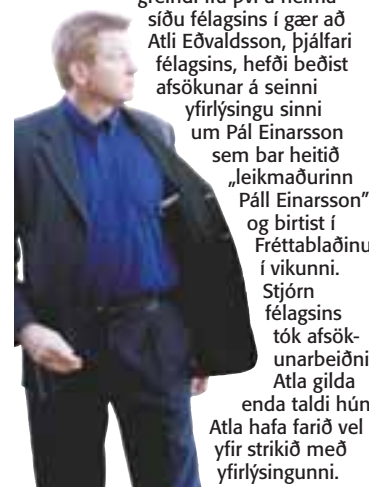 síðu félagsins í gær að
Atli Eðvaldsson, þjálfari
félagsins, hefði beðist
afsökunar á seinni
yfirlýsingu sinni
um Pál Einarsson
sem bar heitið
„leikmaðurinn
Páll Einarsson”
og birtist í
Fréttablaðinu
í vikunni.
Stjórn
félagsins
tók afsök-
unarbeiðni
Atla gilda
enda taldi hún
Atla hafa farið vel
yfir strikið með
yfirlýsingunni.